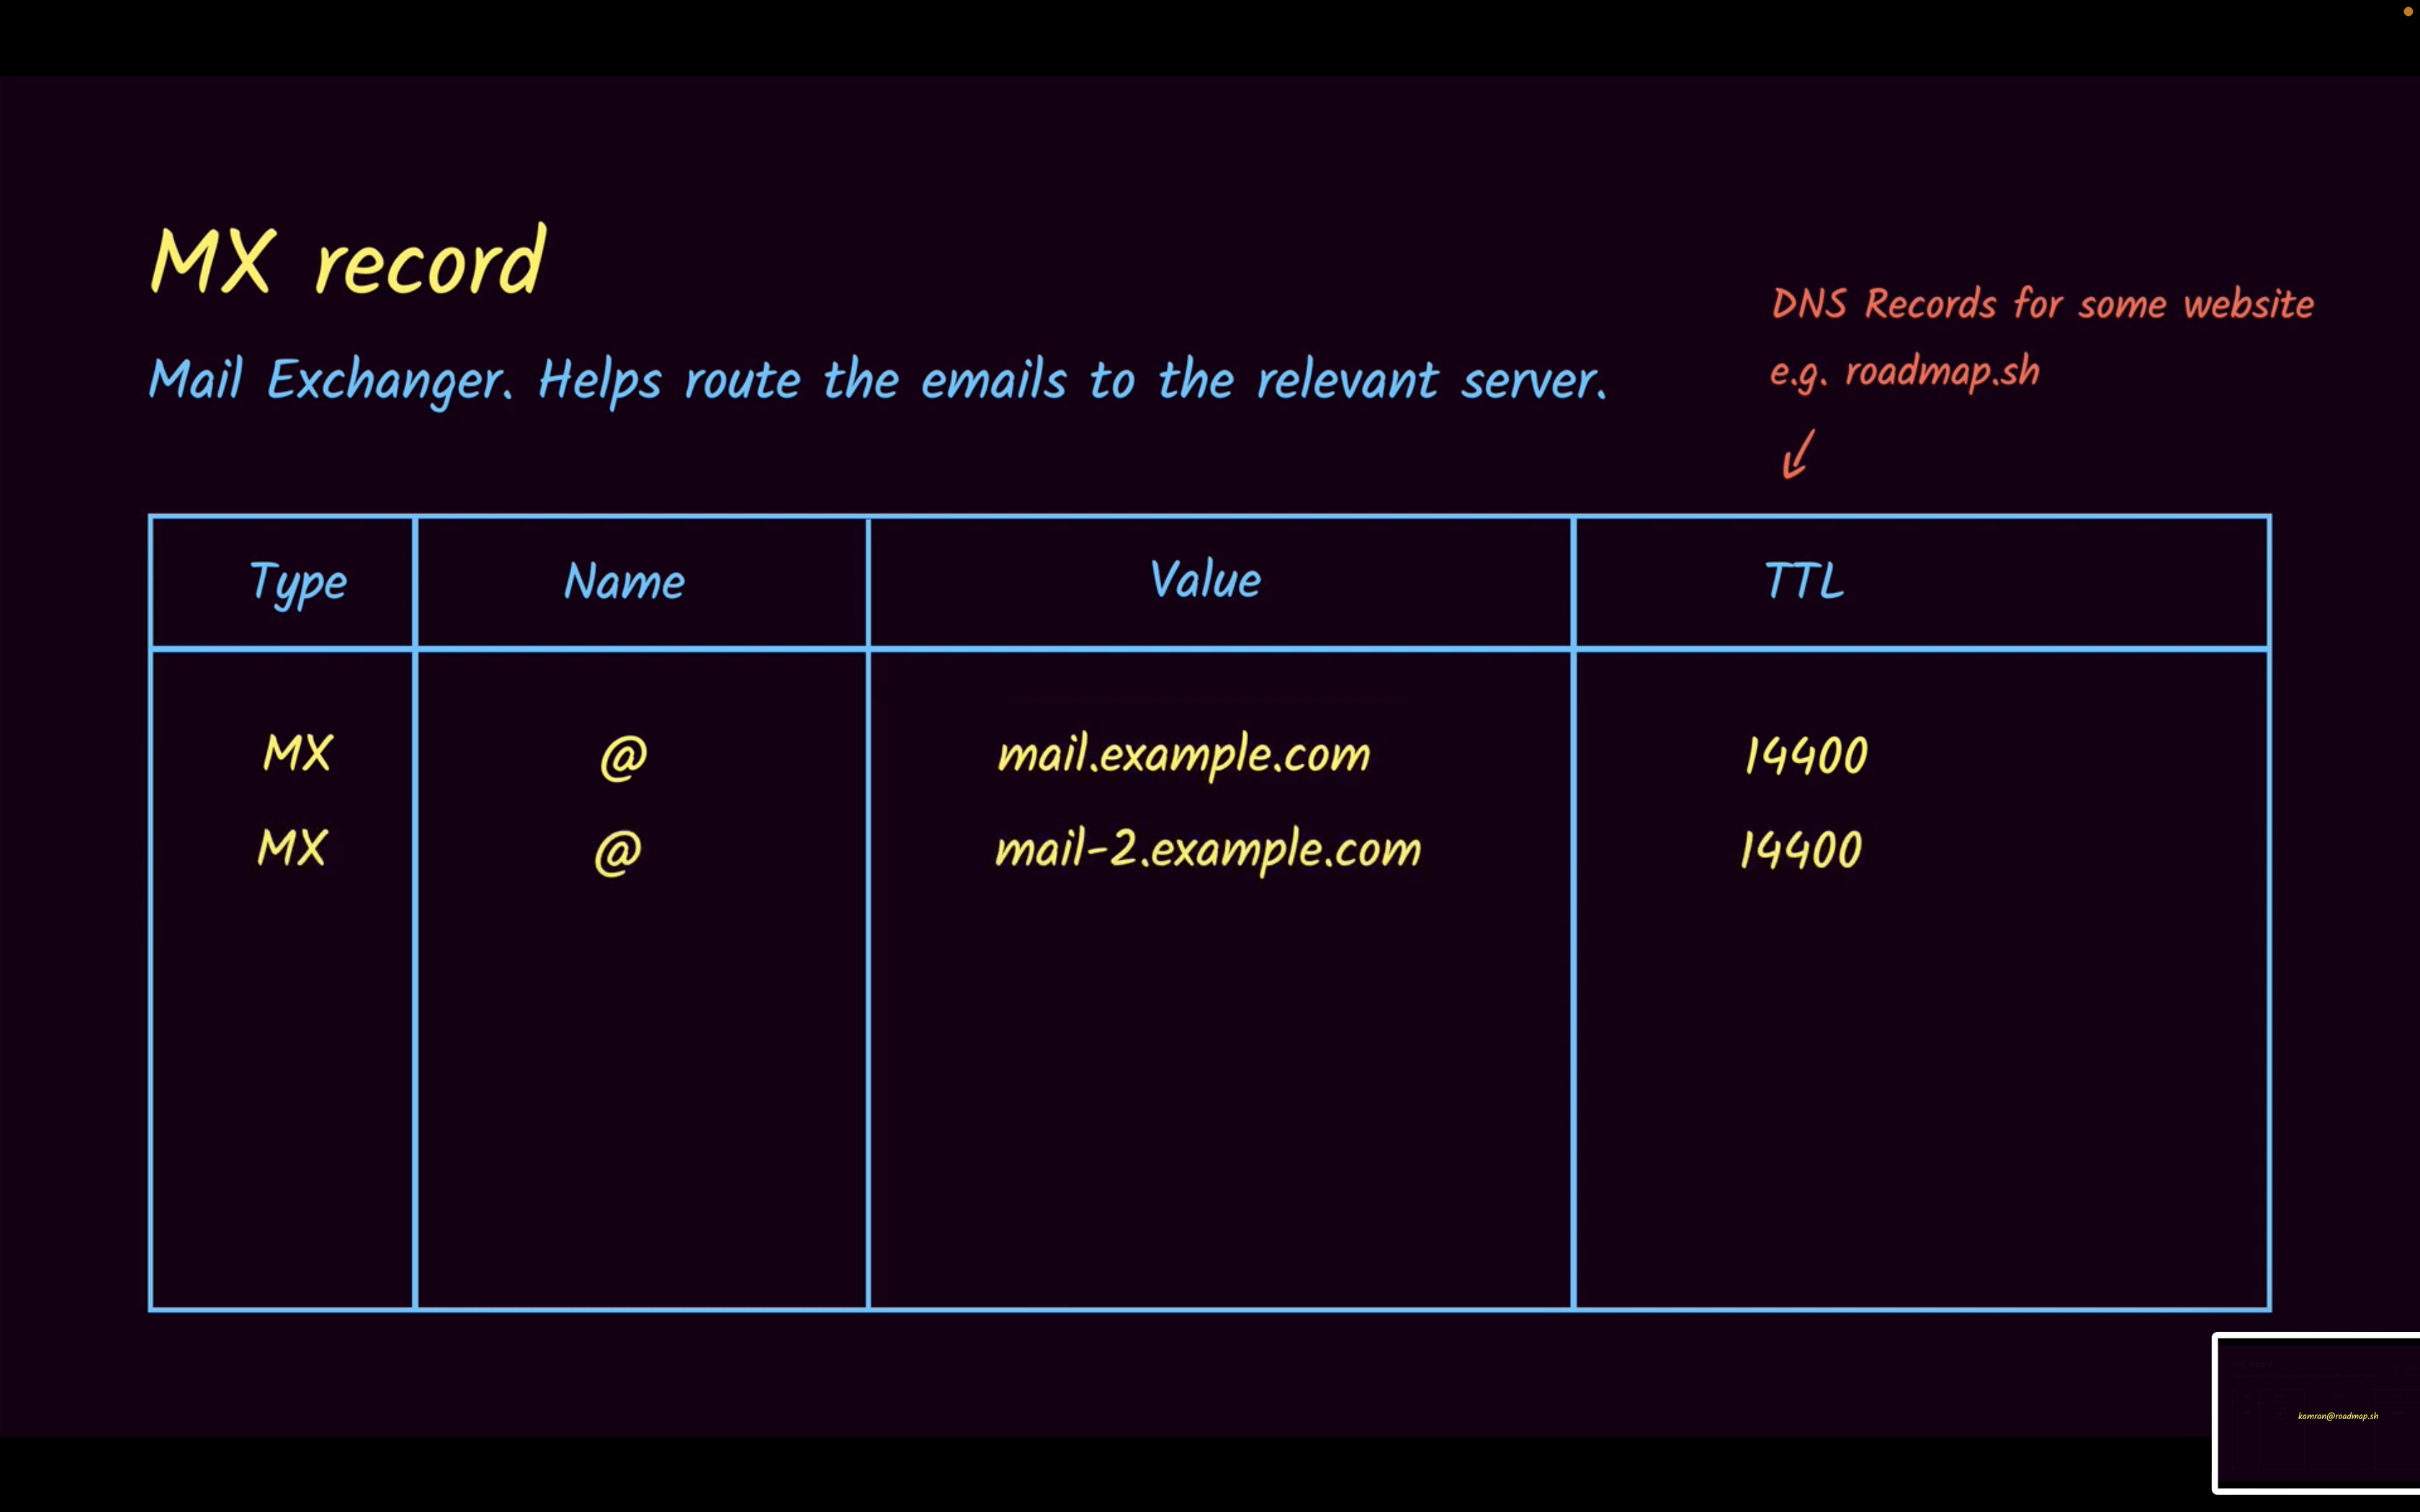 MX record
DNS Records for some website
e.g. roadmap.sh
Mail Exchanger. Helps route the emails to the relevant server.
Type Name Value TTL
MX @ mail.example.com 14400
MX @ mail-2.example.com 14400
kamran@roadmap.sh